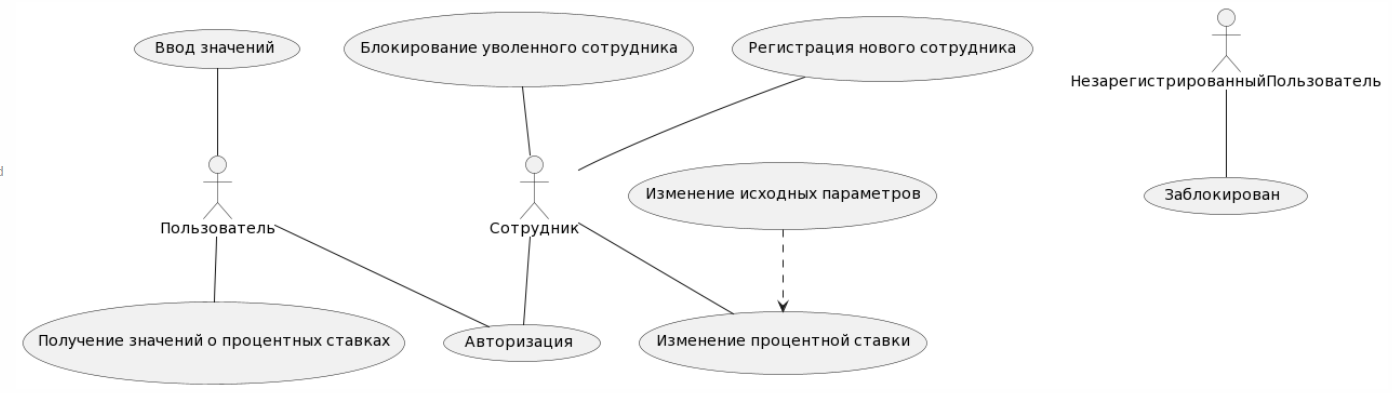 Ввод значений
Блокирование уволенного сотрудника
Регистрация нового сотрудника
НезарегистрированныйПользователь
Изменение исходных параметров
Заблокирован
Пользователь
Сотрудник
Получение значений о процентных ставках
Авторизация
Изменение процентной ставки